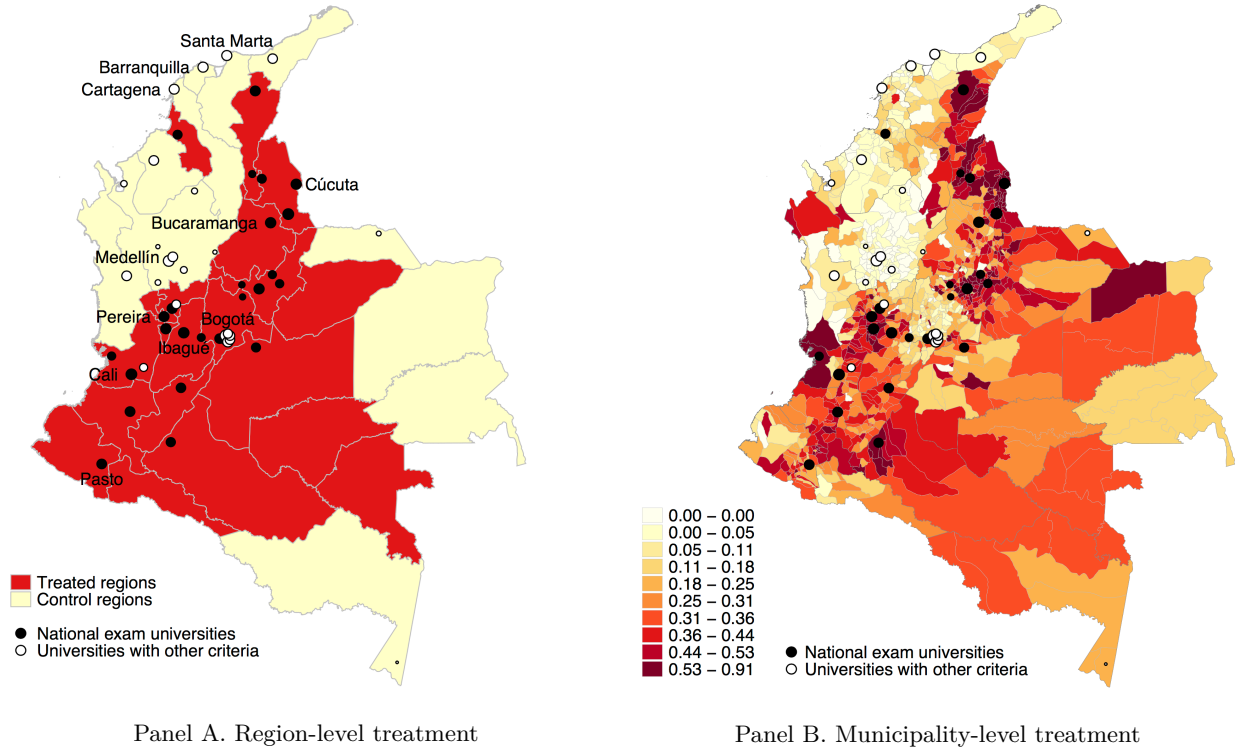 Santa Marta
Barranquilla
Cartagena
Cúcuta
Bucaramanga
Medellín
Pereira
Bogotá
Ibagué
Cali
Pasto
Treated regions
Control regions
National exam universities
Universities with other criteria
0.00 – 0.00
0.00 – 0.05
0.05 – 0.11
0.11 – 0.18
0.18 – 0.25
0.25 – 0.31
0.31 – 0.36
0.36 – 0.44
0.44 – 0.53
0.53 – 0.91
National exam universities
Universities with other criteria
Panel A. Region-level treatment
Panel B. Municipality-level treatment